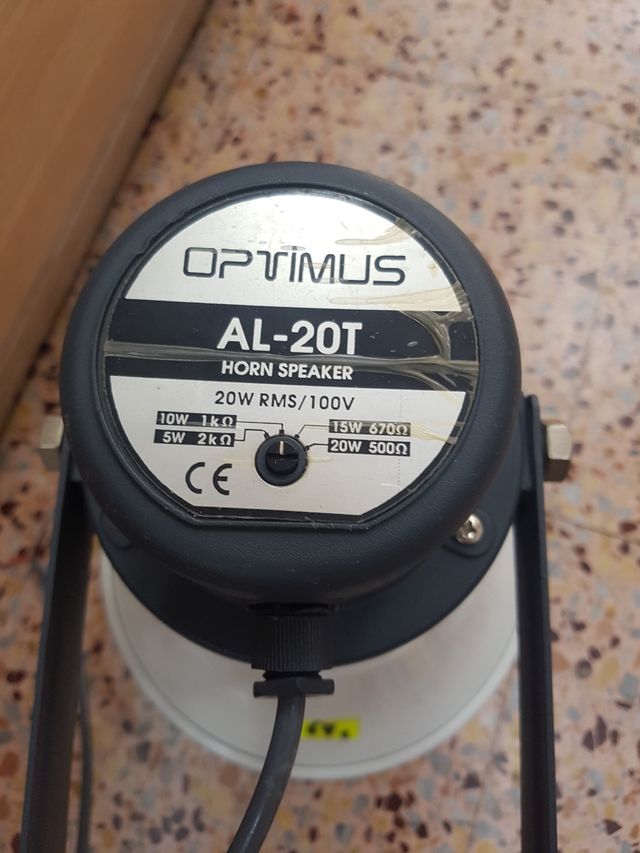 OPTIMUS
AL-20T
HORN SPEAKER
20W RMS/100V
10W 1kΩ
15W 670Ω
5W 2kΩ
20W 500Ω
CE